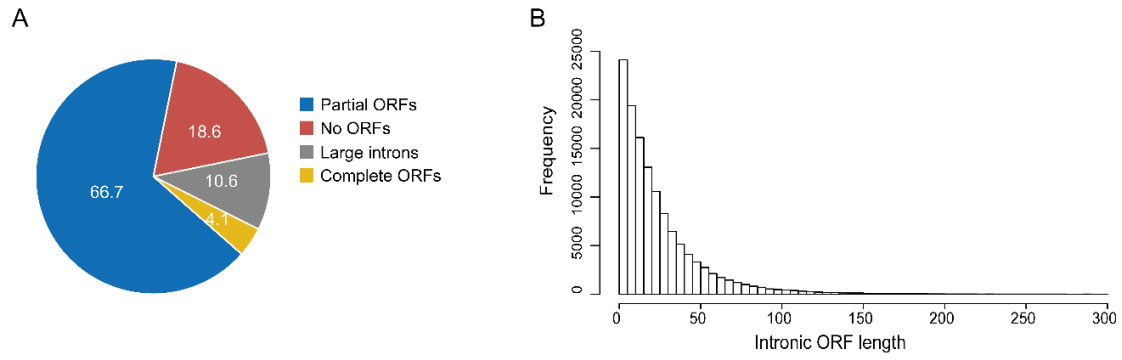 A
Partial ORFs
No ORFs
Large introns
Complete ORFs
18.6
10.6
4.1
66.7
B
Frequency
25000
20000
15000
10000
5000
0
0 50 100 150 200 250 300
Intronic ORF length